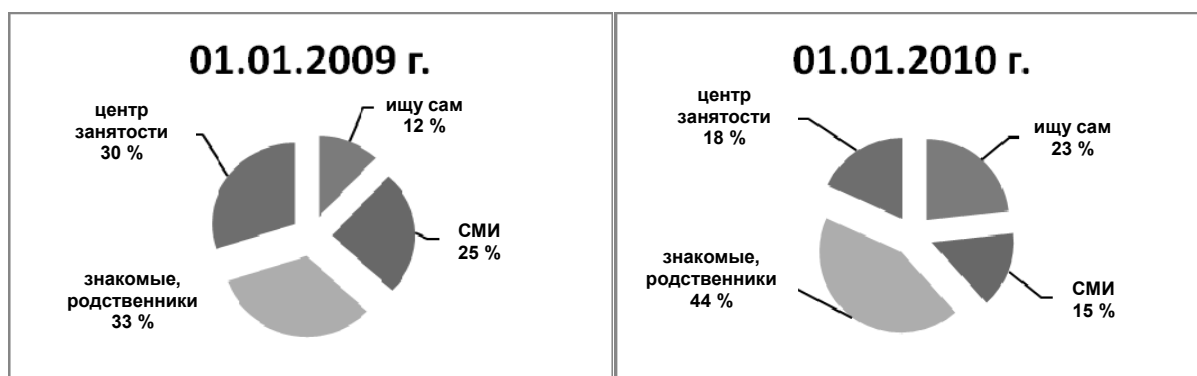 01.01.2009 г.
центр
занятости
30 %
ищу сам
12 %
СМИ
25 %
знакомые,
родственники
33 %
01.01.2010 г.
центр
занятости
18 %
ищу сам
23 %
знакомые,
родственники
44 %
СМИ
15 %